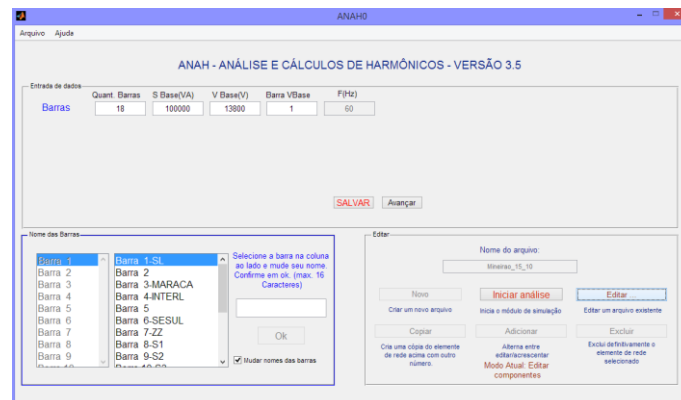 ANAH0
Arquivo Ajuda
ANAH - ANÁLISE E CÁLCULOS DE HARMÔNICOS - VERSÃO 3.5
Entrada de dados
Quant. Barras S Base(VA) V Base(V) Barra VBase F(Hz)
Barras 18 100000 13800 1 60
SALVAR Avançar
Nome das Barras
Barra 1
Barra 2
Barra 3
Barra 4
Barra 5
Barra 6
Barra 7
Barra 8
Barra 9
Barra 10
Barra 1-SL
Barra 2
Barra 3-MARACA
Barra 4-INTERL
Barra 5
Barra 6-SESUL
Barra 7-ZZ
Barra 8-S1
Barra 9-S2
Selecione a barra na coluna
ao lado e mude seu nome.
Confirme em ok. (max. 16
Caracteres)
Ok
Mudar nomes das barras
Editar
Nome do arquivo:
Mineirao_15_10
Novo Iniciar análise Editar ...
Criar um novo arquivo Inicia o módulo de simulação Editar um arquivo existente
Copiar Adicionar Excluir
Cria uma cópia do elemento
de rede acima com outro
número.
Alterna entre
editar/acrescentar
Modo Atual: Editar
componentes
Exclui definitivamente o
elemento de rede
selecionado